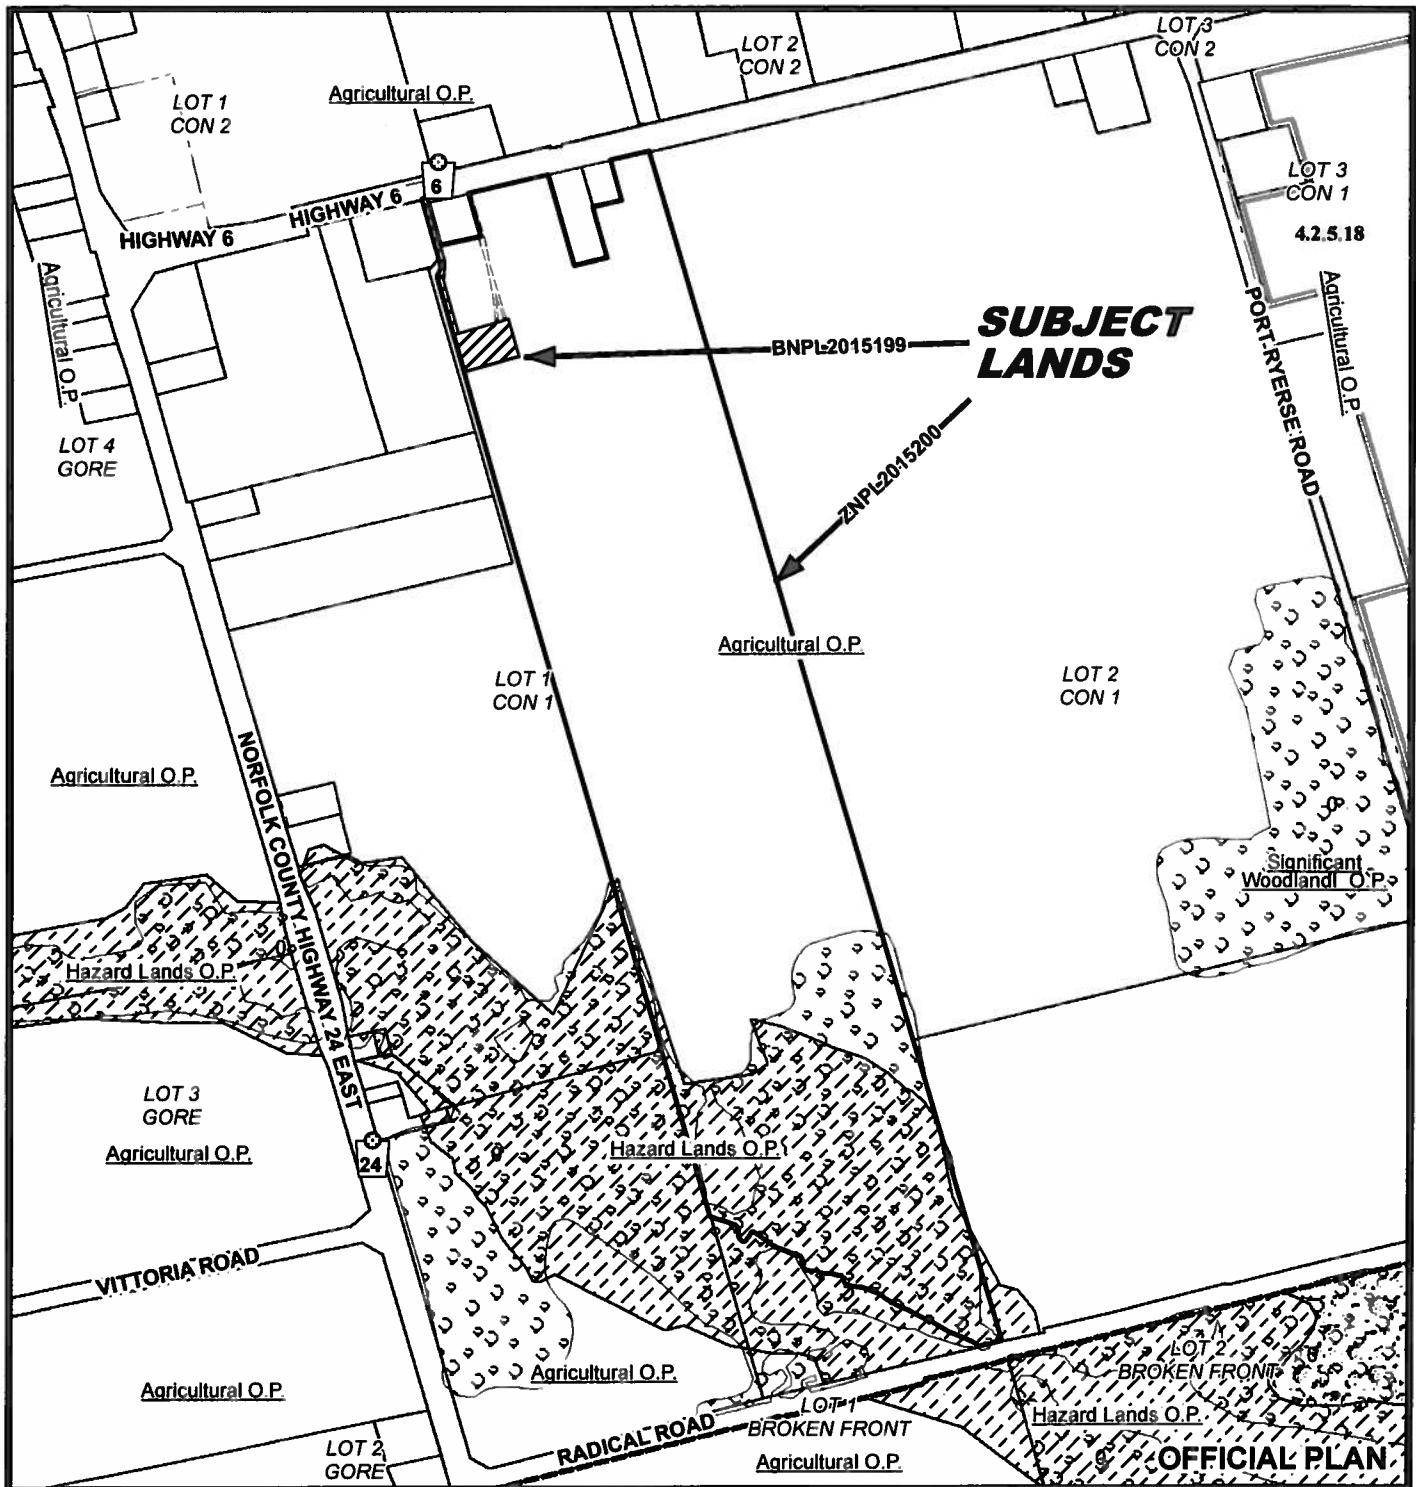 LOT 3
CON 2
LOT 2
CON 2
Agricultural O.P.
LOT 1
CON 2
LOT 3
CON 1
6
HIGHWAY 6
HIGHWAY 6
4.2.5.18
Agricultural O.P.
Agricultural O.P.
PORT RYERSE ROAD
SUBJECT
LANDS
BNPL-2015199
ZNPL-2015200
LOT 4
GORE
Agricultural O.P.
LOT 1
CON 1
LOT 2
CON 1
Agricultural O.P.
NORFOLK COUNTY HIGHWAY 24 EAST
Significant
Woodland O.P.
Hazard Lands O.P.
LOT 3
GORE
Agricultural O.P.
24
Hazard Lands O.P.
VITTORIA ROAD
LOT 2
BROKEN FRONT
Agricultural O.P.
Agricultural O.P.
LOT 1
BROKEN FRONT
Hazard Lands O.P.
RADICAL ROAD
LOT 2
GORE
Agricultural O.P.
OFFICIAL PLAN